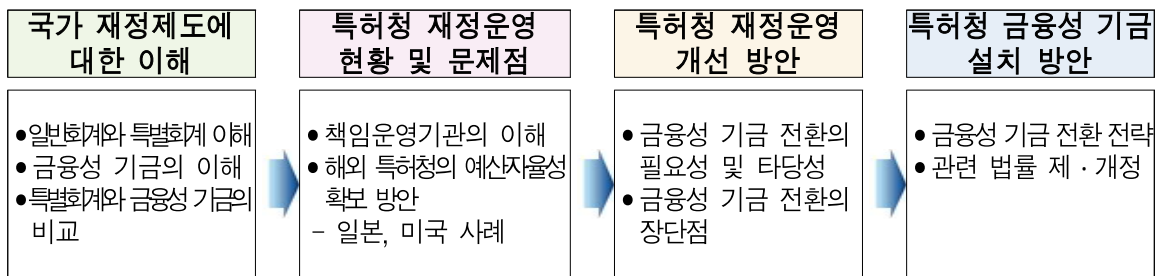 국가 재정제도에
대한 이해
●일반회계와 특별회계 이해
● 금융성 기금의 이해
●특별회계와 금융성 기금의
비교
특허청 재정운영
현황 및 문제점
● 책임운영기관의 이해
● 해외 특허청의 예산자율성
확보 방안
- 일본, 미국 사례
특허청 재정운영
개선 방안
● 금융성 기금 전환의
필요성 및 타당성
● 금융성 기금 전환의
장단점
특허청 금융성 기금
설치 방안
● 금융성 기금 전환 전략
● 관련 법률 제·개정